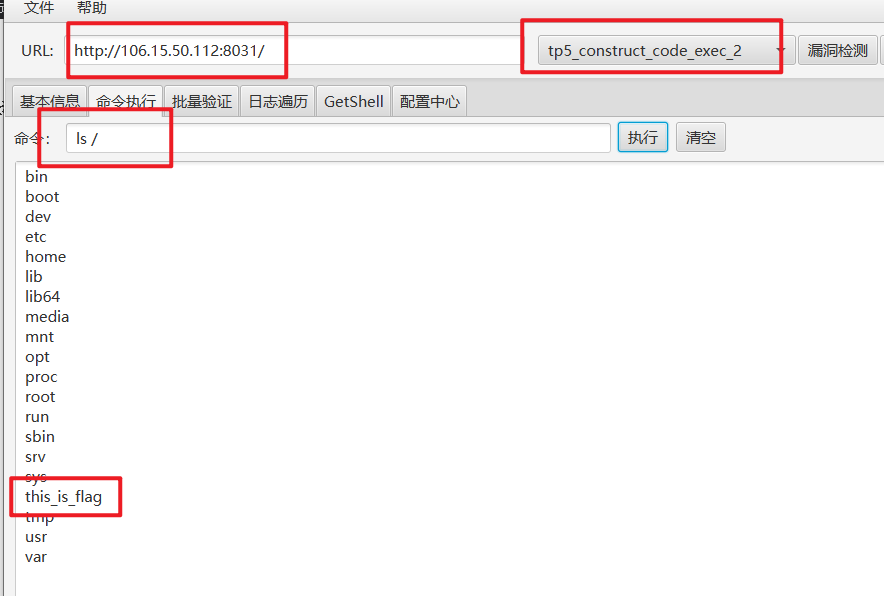 文件 帮助
URL: http://106.15.50.112:8031/ tp5_construct_code_exec_2 漏洞检测
基本信息 命令执行 批量验证 日志遍历 GetShell 配置中心
命令: ls / 执行 清空
bin
boot
dev
etc
home
lib
lib64
media
mnt
opt
proc
root
run
sbin
srv
sys
this_is_flag
tmp
usr
var